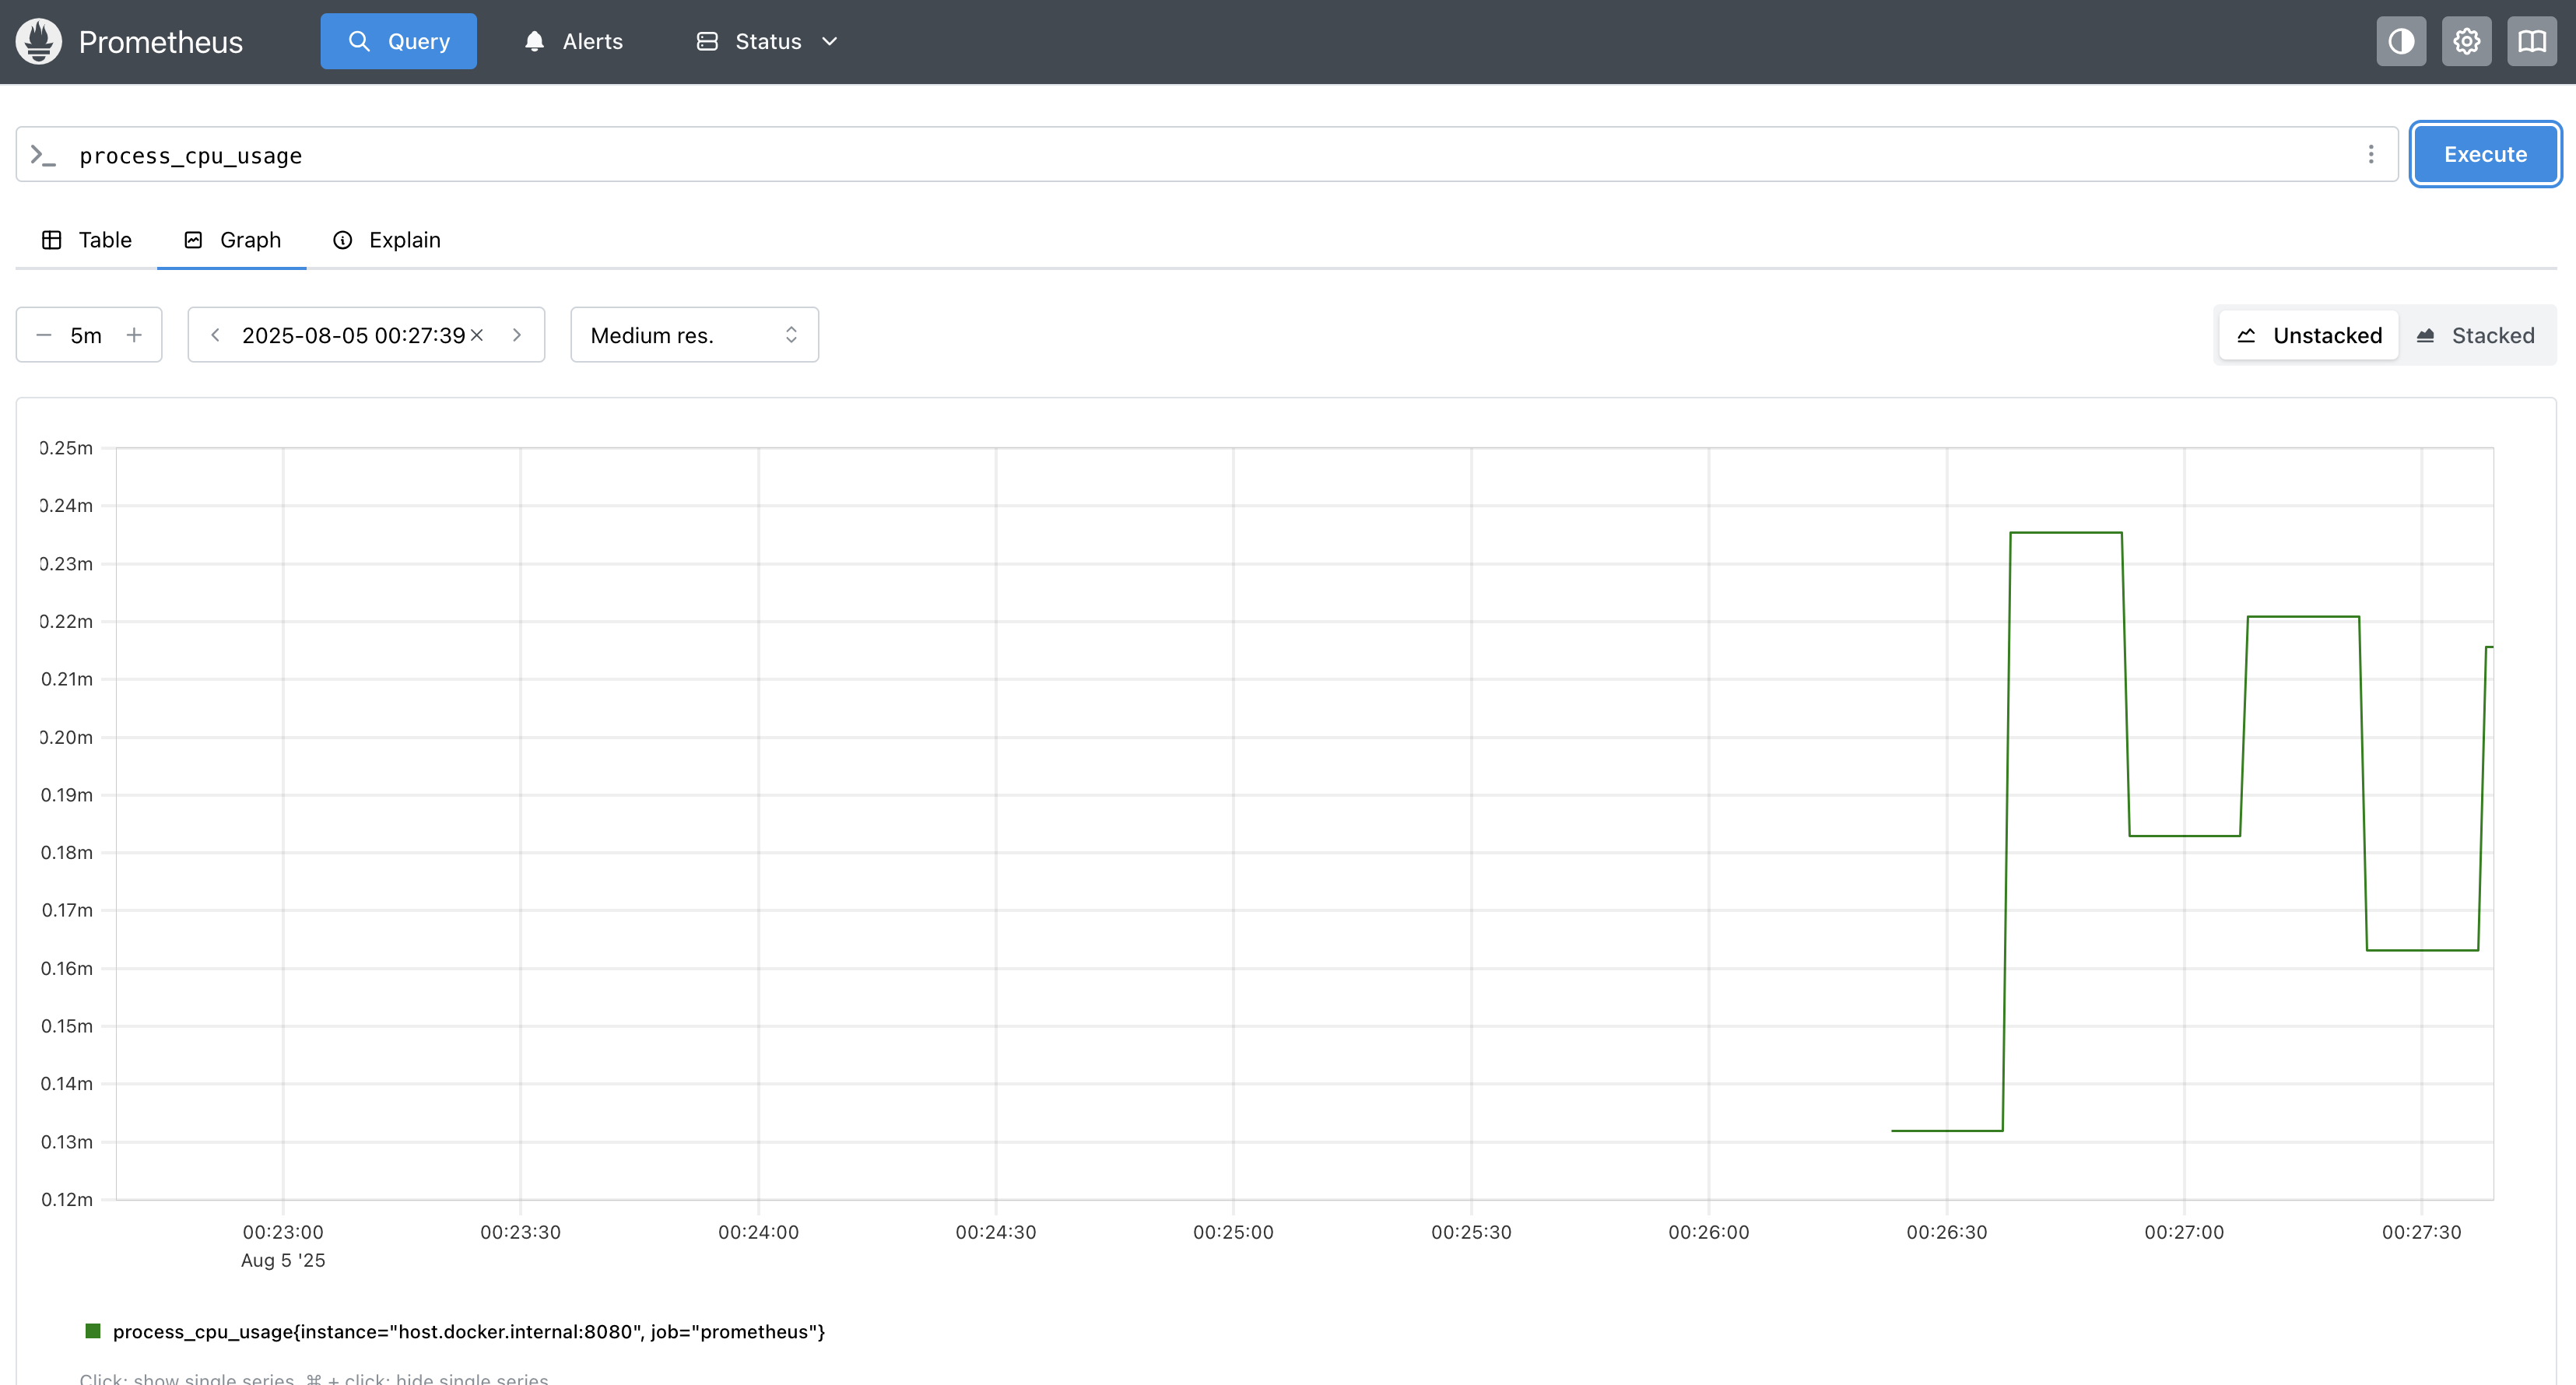 Prometheus Query Alerts Status
process_cpu_usage
Execute
Table Graph Explain
5m 2025-08-05 00:27:39 Medium res. Unstacked Stacked
0.25m
0.24m
0.23m
0.22m
0.21m
0.20m
0.19m
0.18m
0.17m
0.16m
0.15m
0.14m
0.13m
0.12m
00:23:00 00:23:30 00:24:00 00:24:30 00:25:00 00:25:30 00:26:00 00:26:30 00:27:00 00:27:30
Aug 5 '25
process_cpu_usage{instance="host.docker.internal:8080", job="prometheus"}
Click: show single series, ⌘ + click: hide single series